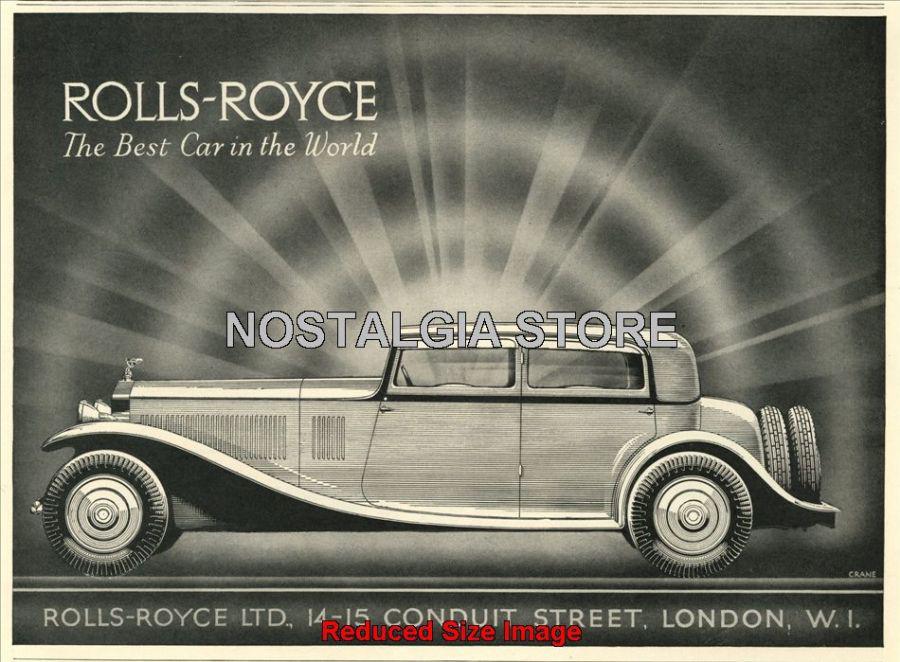 ROLLS-ROYCE
The Best Car in the World
NOSTALGIA STORE
CRANE
ROLLS-ROYCE LTD., 14-15, CONDUIT STREET, LONDON, W.1.
Reduced Size Image